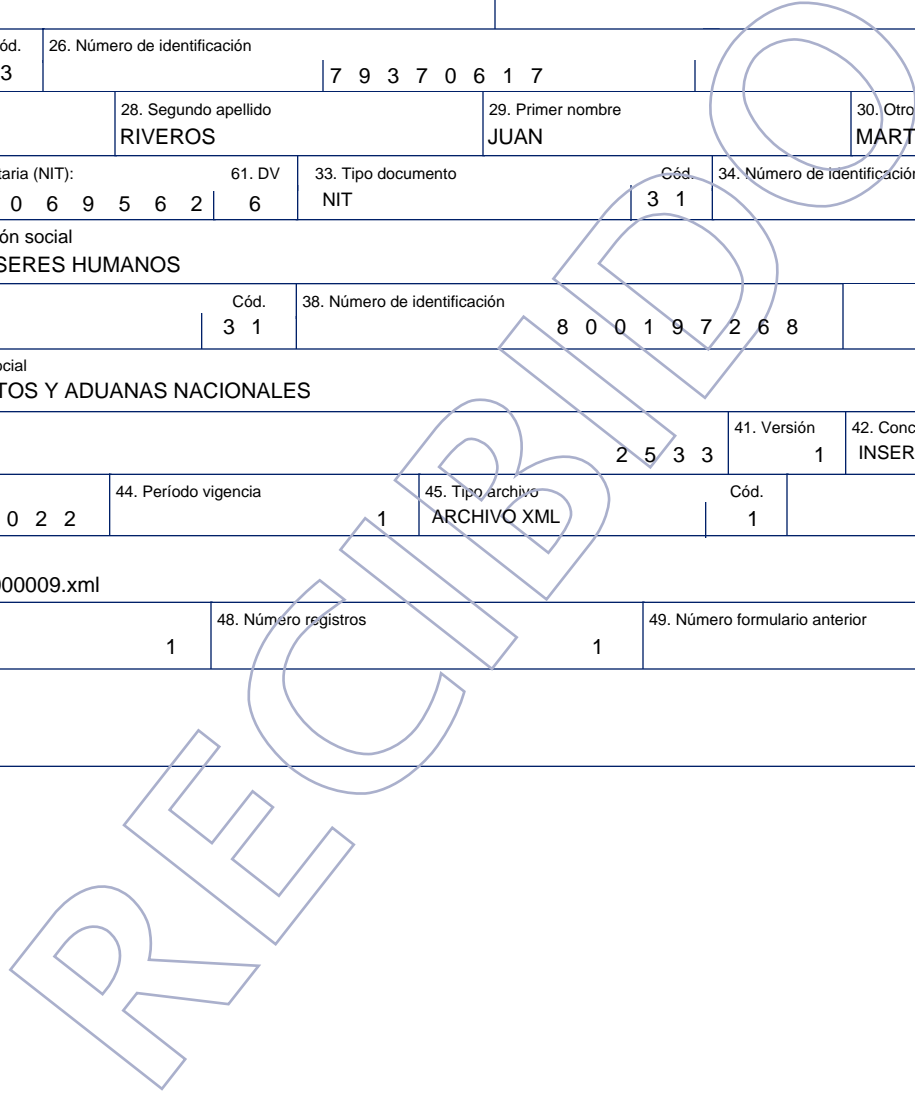 ód. 26. Número de identificación
3 7 9 3 7 0 6 1 7
28. Segundo apellido 29. Primer nombre 30. Otro
RIVEROS JUAN MART
taria (NIT): 61. DV 33. Tipo documento Cód. 34. Número de identificación
0 6 9 5 6 2 6 NIT 3 1
ón social
SERES HUMANOS
Cód. 38. Número de identificación
3 1 8 0 0 1 9 7 2 6 8
ocial
TOS Y ADUANAS NACIONALES
41. Versión 42. Conc
2 5 3 3 1 INSER
44. Período vigencia 45. Tipo archivo Cód.
0 2 2 1 ARCHIVO XML 1
000009.xml
48. Número registros 49. Número formulario anterior
1 1
RECIBIDO